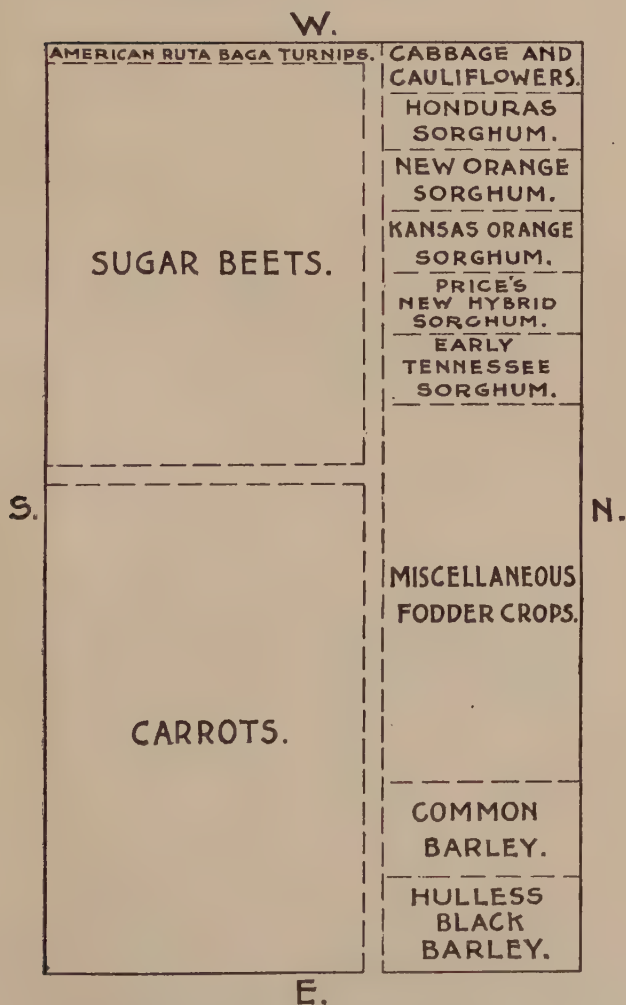 W.
AMERICAN RUTA BAGA TURNIPS.
CABBAGE AND
CAULIFLOWERS.
HONDURAS
SORGHUM.
NEW ORANGE
SORGHUM.
KANSAS ORANGE
SORGHUM.
PRICE'S
NEW HYBRID
SORGHUM.
EARLY
TENNESSEE
SORGHUM.
SUGAR BEETS.
S.
N.
MISCELLANEOUS
FODDER CROPS.
CARROTS.
COMMON
BARLEY.
HULLESS
BLACK
BARLEY.
E.